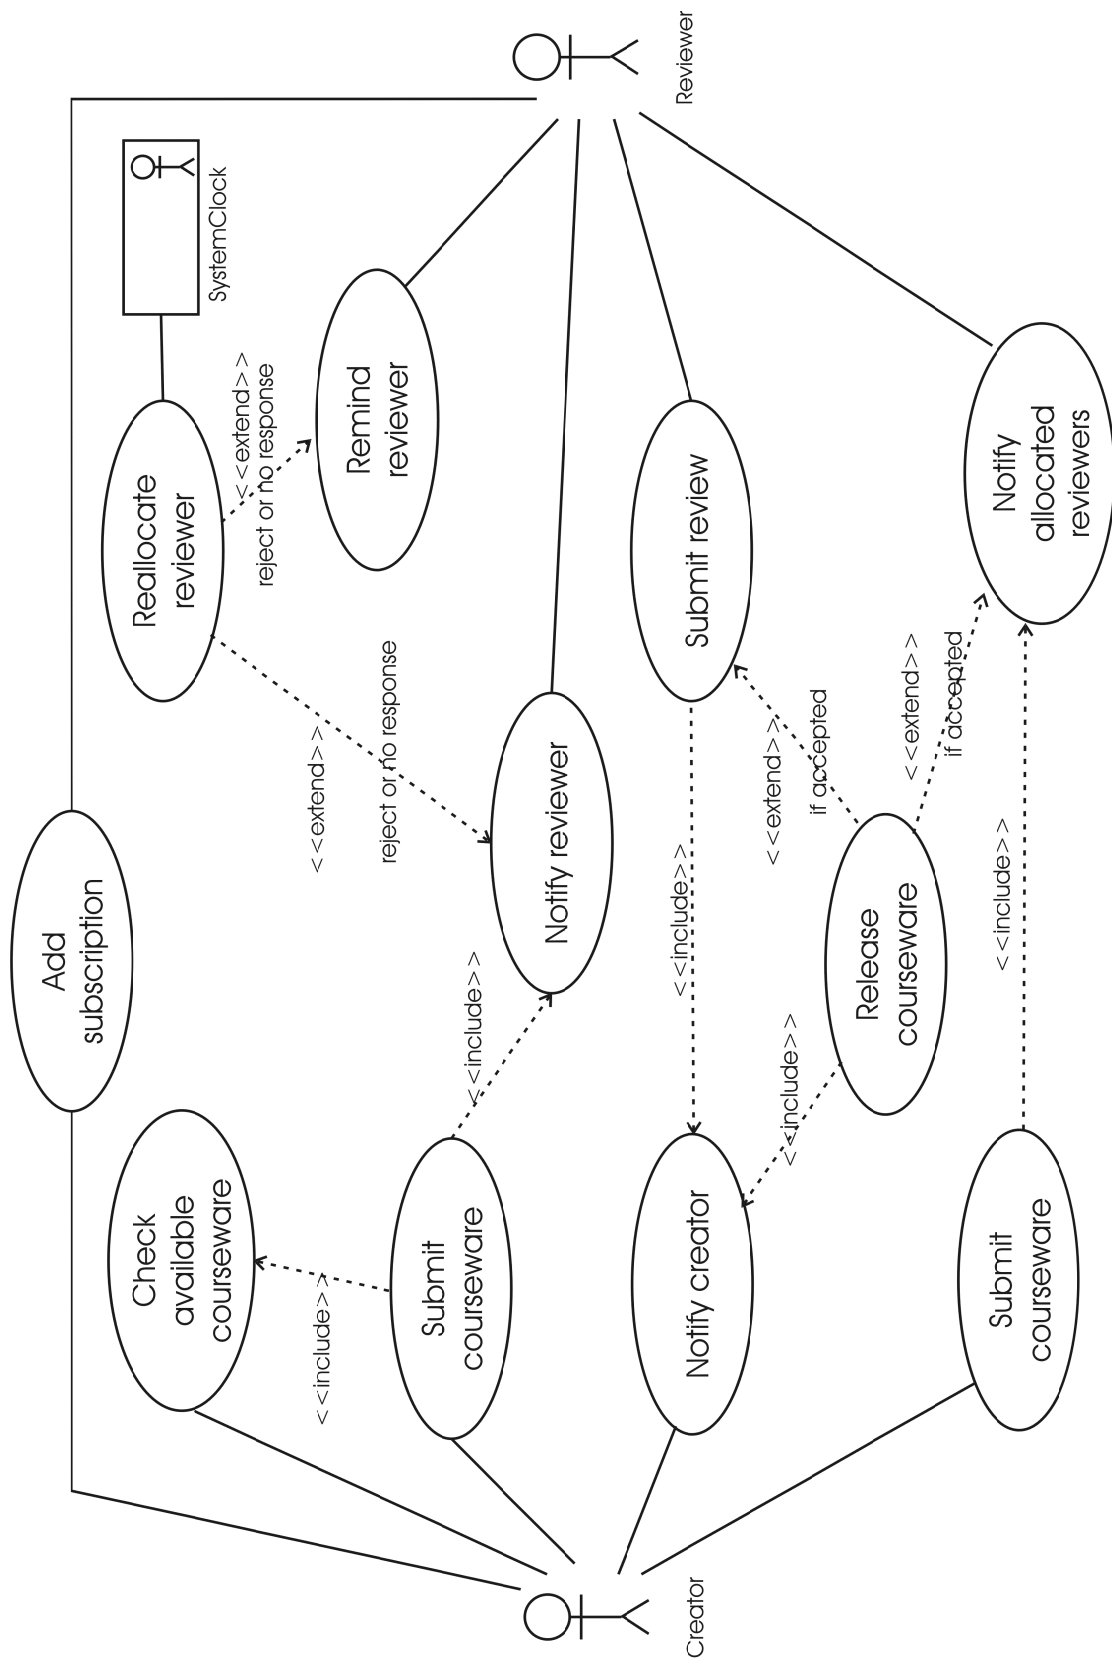 Add
subscription
Check
available
courseware
Reallocate
reviewer
SystemClock
<<extend>>
reject or no response
<<include>>
<<extend>>
reject or no response
Remind
reviewer
Submit
courseware
<<include>>
Notify reviewer
Creator
Reviewer
Notify creator
<<include>>
Submit review
<<include>>
<<extend>>
if accepted
Release
courseware
<<extend>>
if accepted
Submit
courseware
<<include>>
Notify
allocated
reviewers